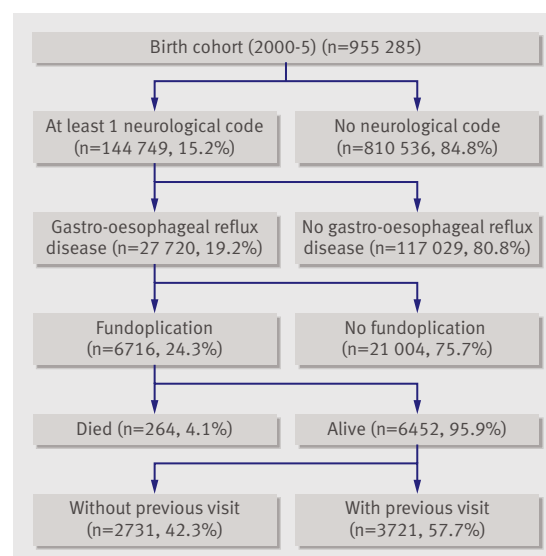 Birth cohort (2000-5) (n=955 285)
At least 1 neurological code
(n=144 749, 15.2%)
No neurological code
(n=810 536, 84.8%)
Gastro-oesophageal reflux
disease (n=27 720, 19.2%)
No gastro-oesophageal reflux
disease (n=117 029, 80.8%)
Fundoplication
(n=6716, 24.3%)
No fundoplication
(n=21 004, 75.7%)
Died (n=264, 4.1%)
Alive (n=6452, 95.9%)
Without previous visit
(n=2731, 42.3%)
With previous visit
(n=3721, 57.7%)